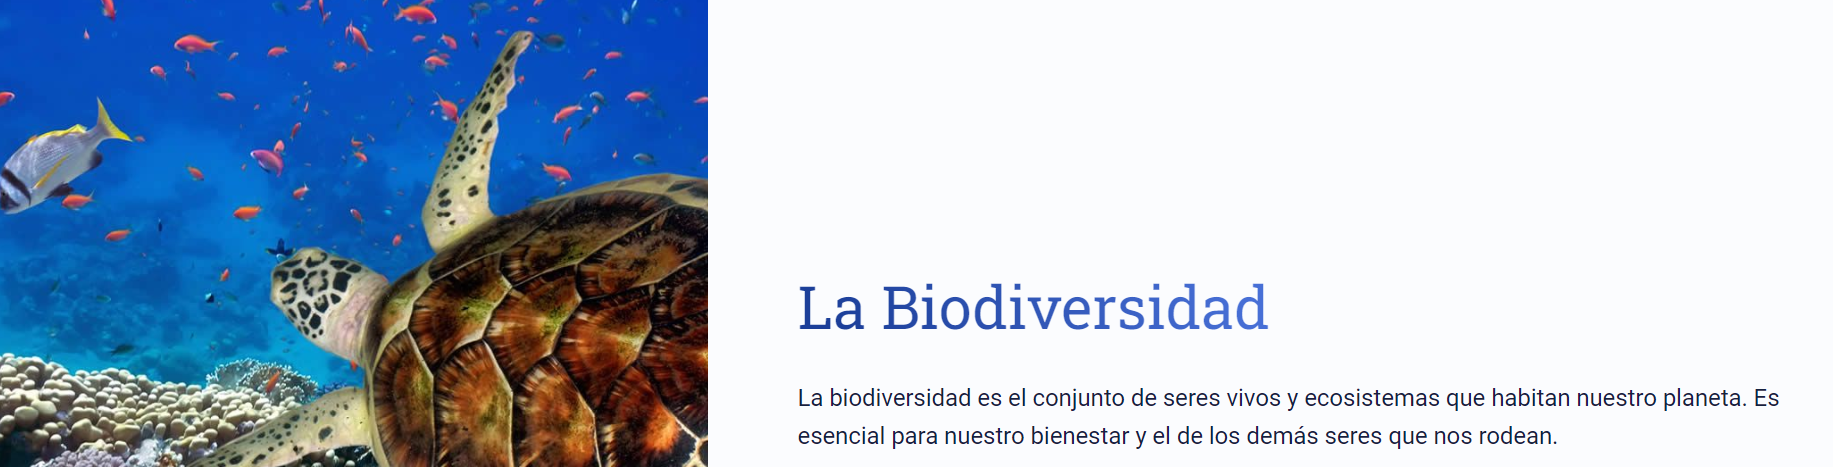 La Biodiversidad
La biodiversidad es el conjunto de seres vivos y ecosistemas que habitan nuestro planeta. Es
esencial para nuestro bienestar y el de los demás seres que nos rodean.